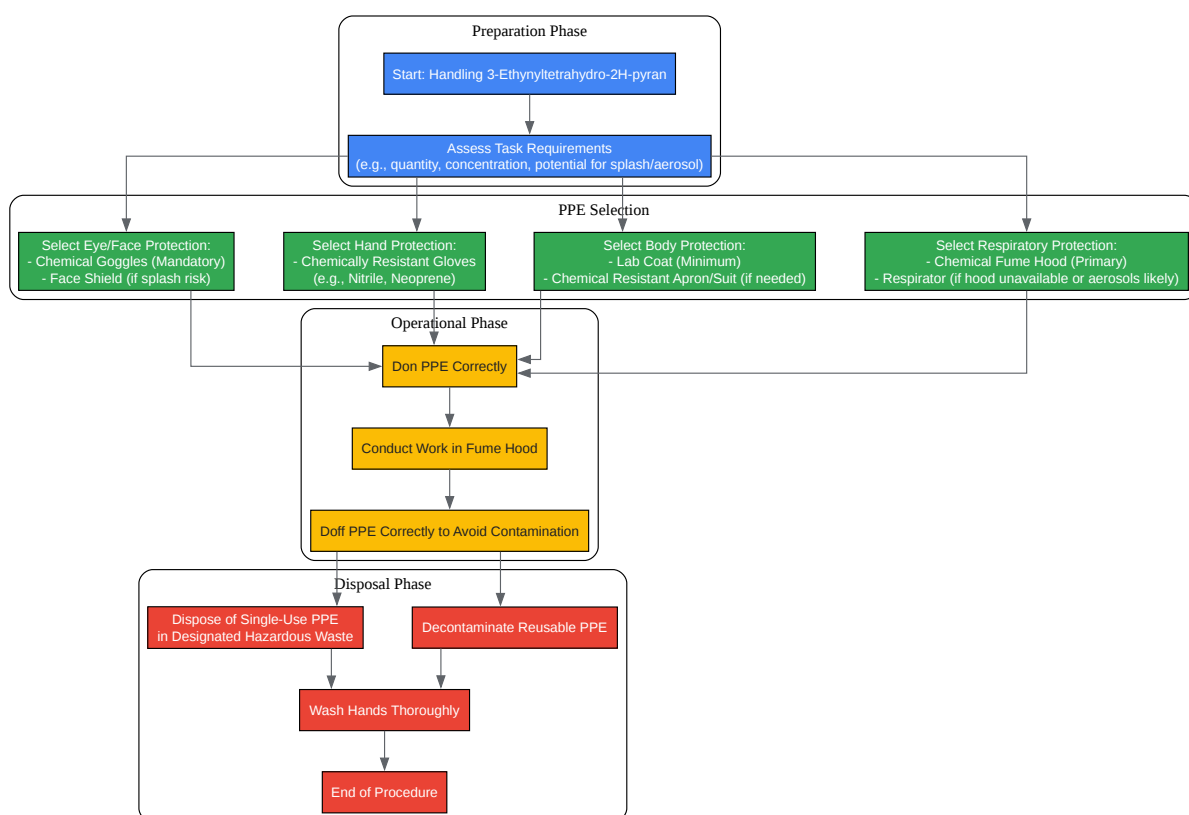 Preparation Phase
Start: Handling 3-Ethynyltetrahydro-2H-pyran
Assess Task Requirements
(e.g., quantity, concentration, potential for splash/aerosol)
PPE Selection
Select Eye/Face Protection:
- Chemical Goggles (Mandatory)
- Face Shield (if splash risk)
Select Hand Protection:
- Chemically Resistant Gloves
(e.g., Nitrile, Neoprene)
Select Body Protection:
- Lab Coat (Minimum)
- Chemical Resistant Apron/Suit (if needed)
Select Respiratory Protection:
- Chemical Fume Hood (Primary)
- Respirator (if hood unavailable or aerosols likely)
Operational Phase
Don PPE Correctly
Conduct Work in Fume Hood
Doff PPE Correctly to Avoid Contamination
Disposal Phase
Dispose of Single-Use PPE
in Designated Hazardous Waste
Decontaminate Reusable PPE
Wash Hands Thoroughly
End of Procedure